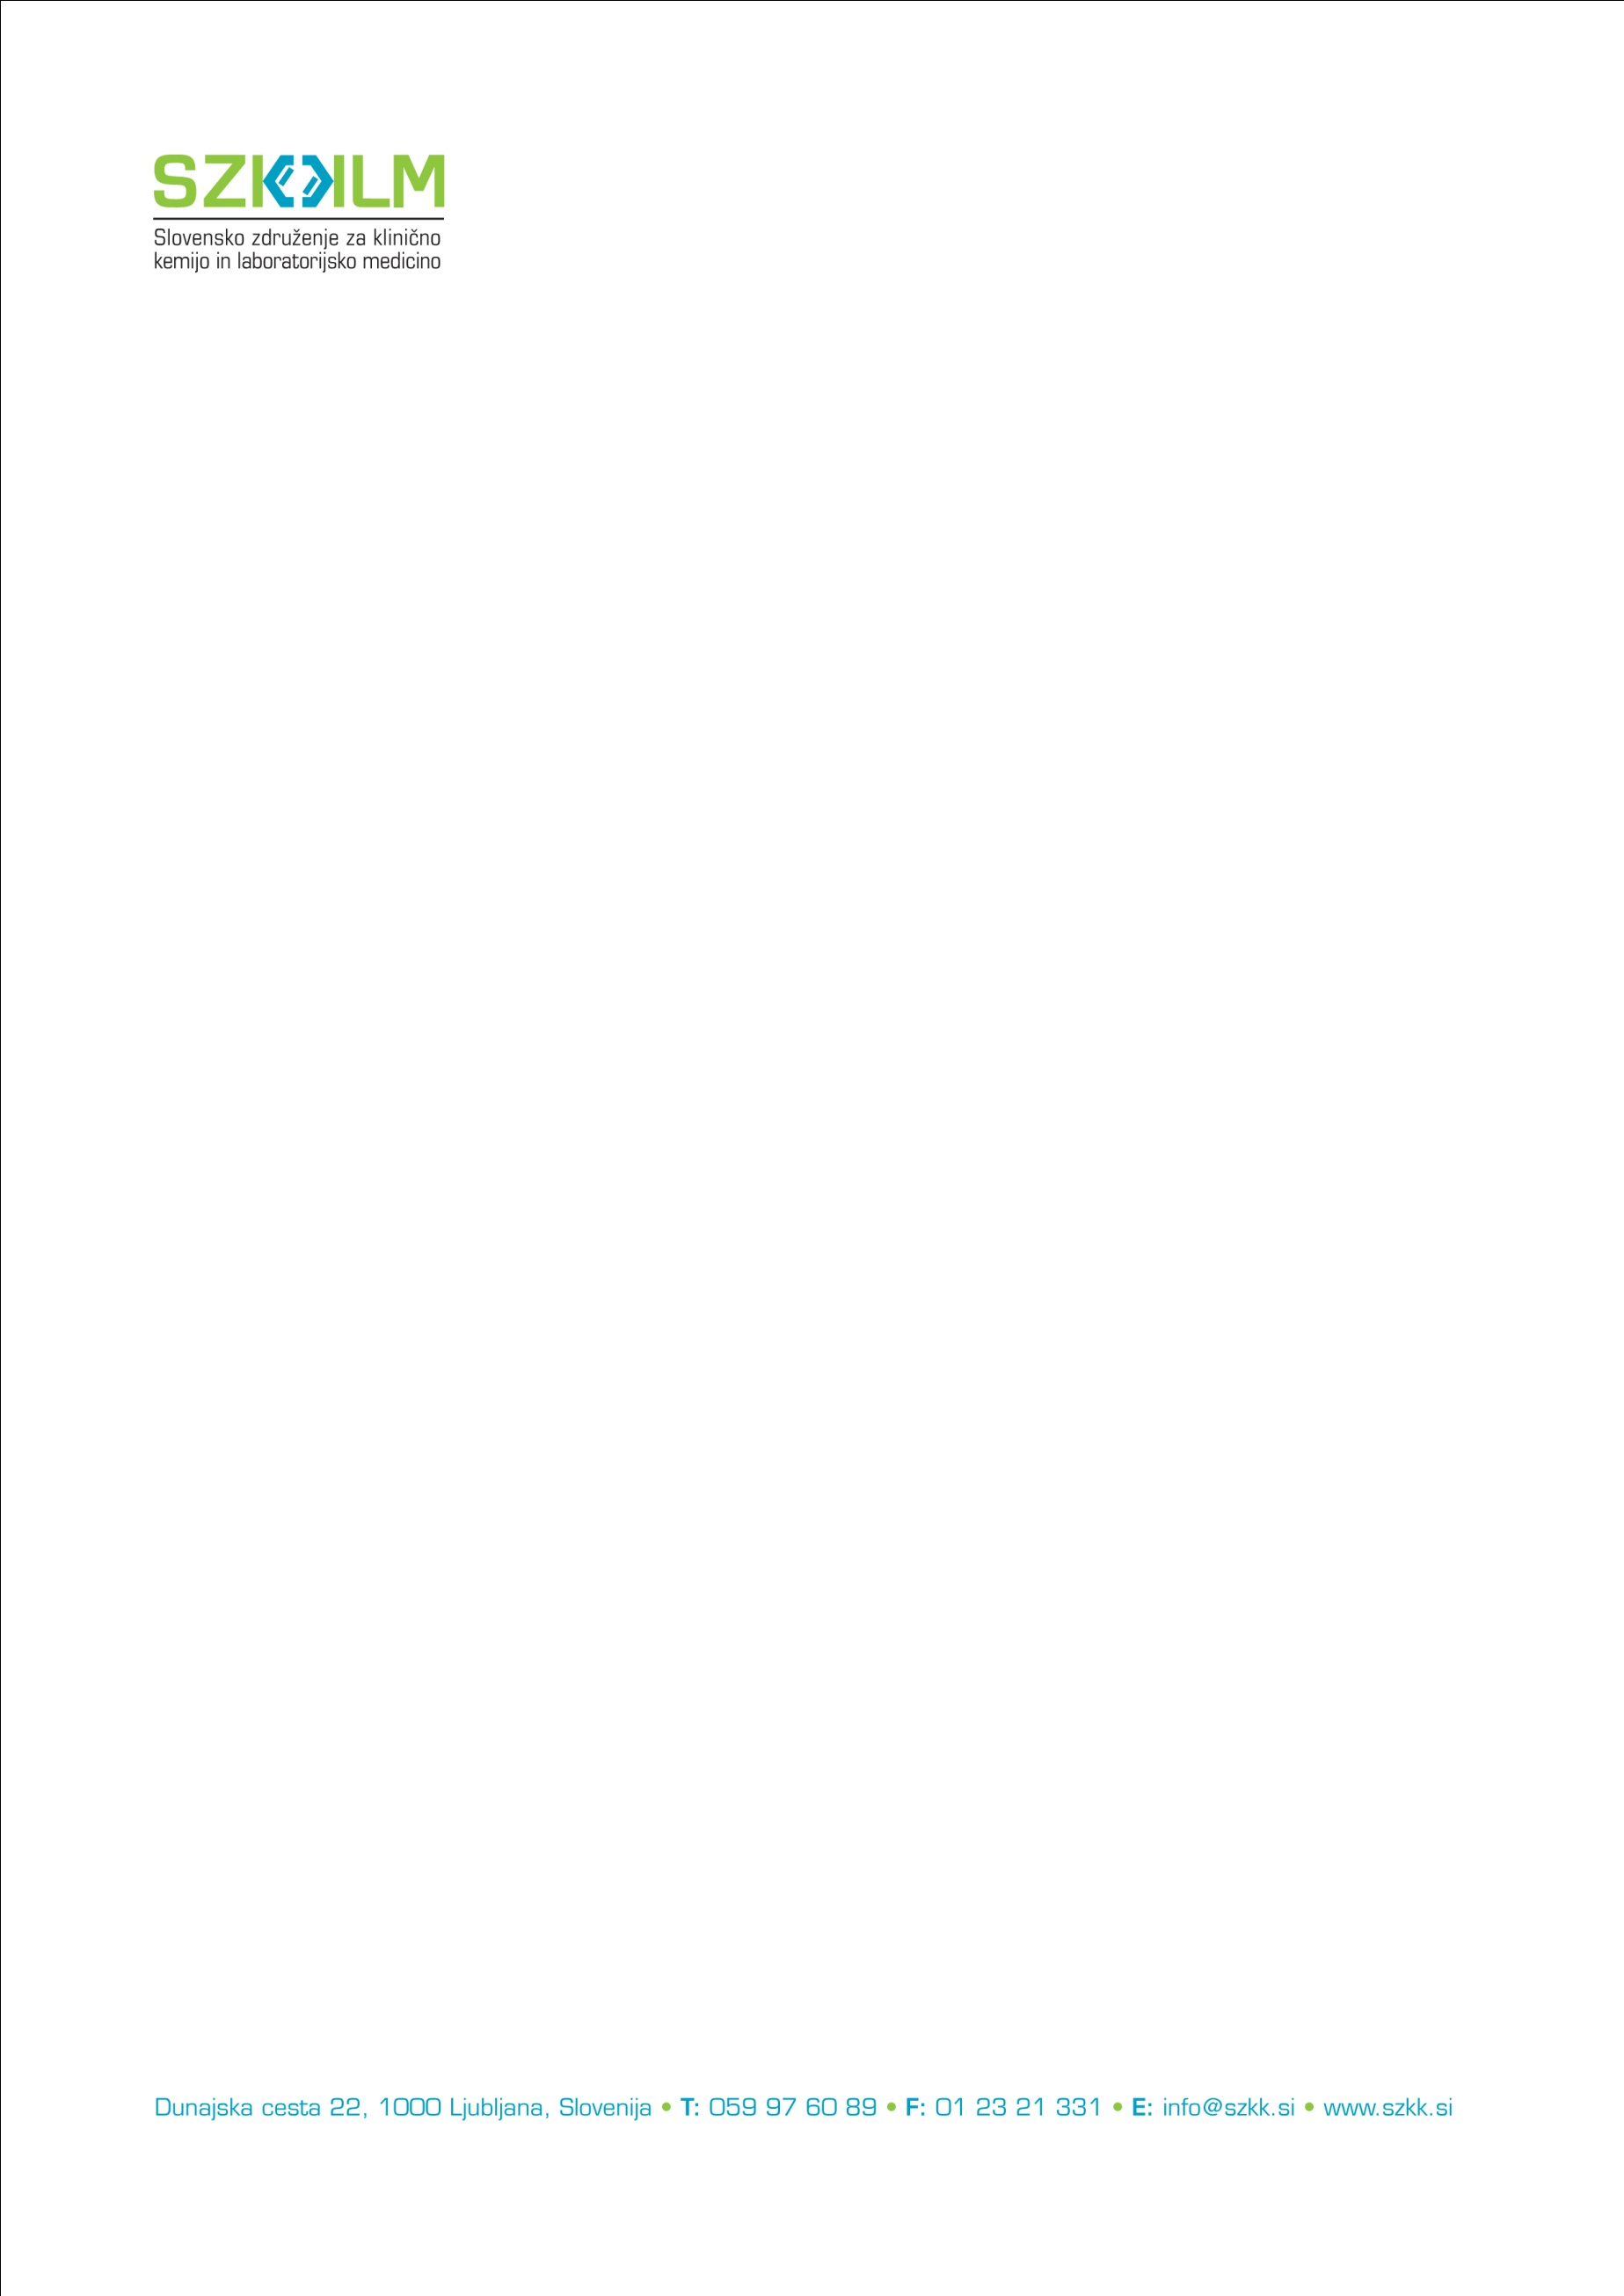 SZKKLM
Slovensko združenje za klinično
kemijo in laboratorijsko medicino
Dunajska cesta 22, 1000 Ljubljana, Slovenija • T: 059 97 60 89 • F: 01 23 21 331 • E: info@szkk.si • www.szkk.si